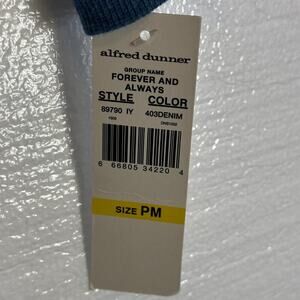 alfred dunner
GROUP NAME
FOREVER AND
ALWAYS
STYLE COLOR
89790 IY 403DENIM
6 66805 34220 4
SIZE PM